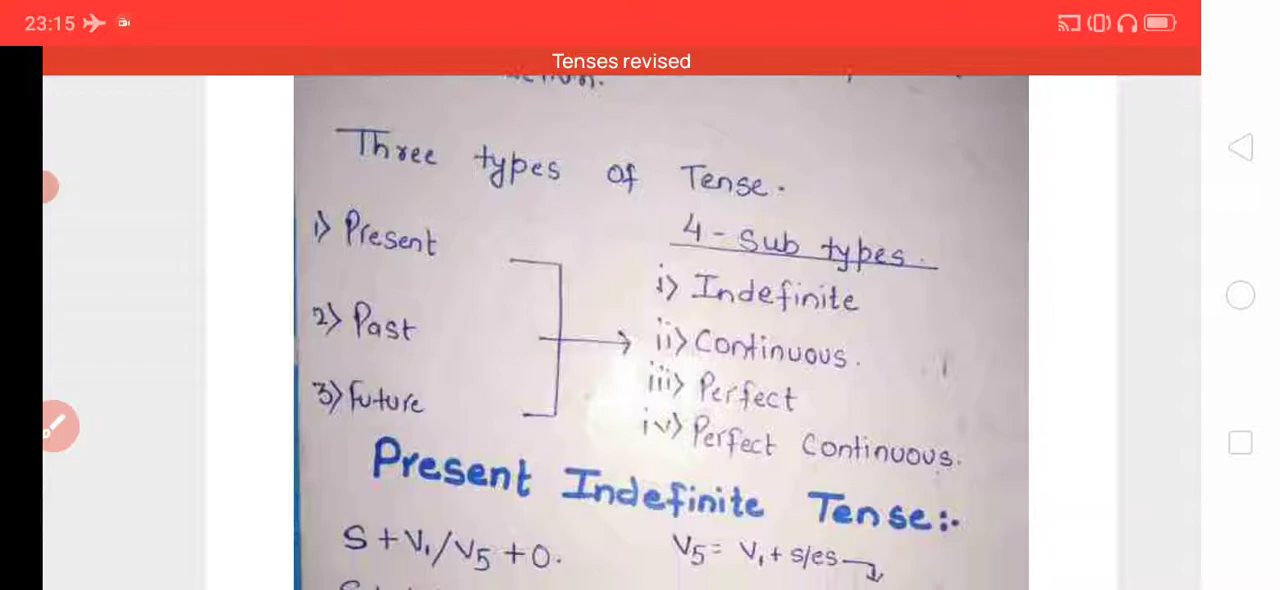 23:15
Tenses revised
Three types of Tense.
4 - Sub types.
1) Present
i) Indefinite
2) Past
ii) Continuous.
iii) Perfect
3) Future
iv) Perfect Continuous.
Present Indefinite Tense:-
S + V1/V5 + O.
V5 = V1 + s/es